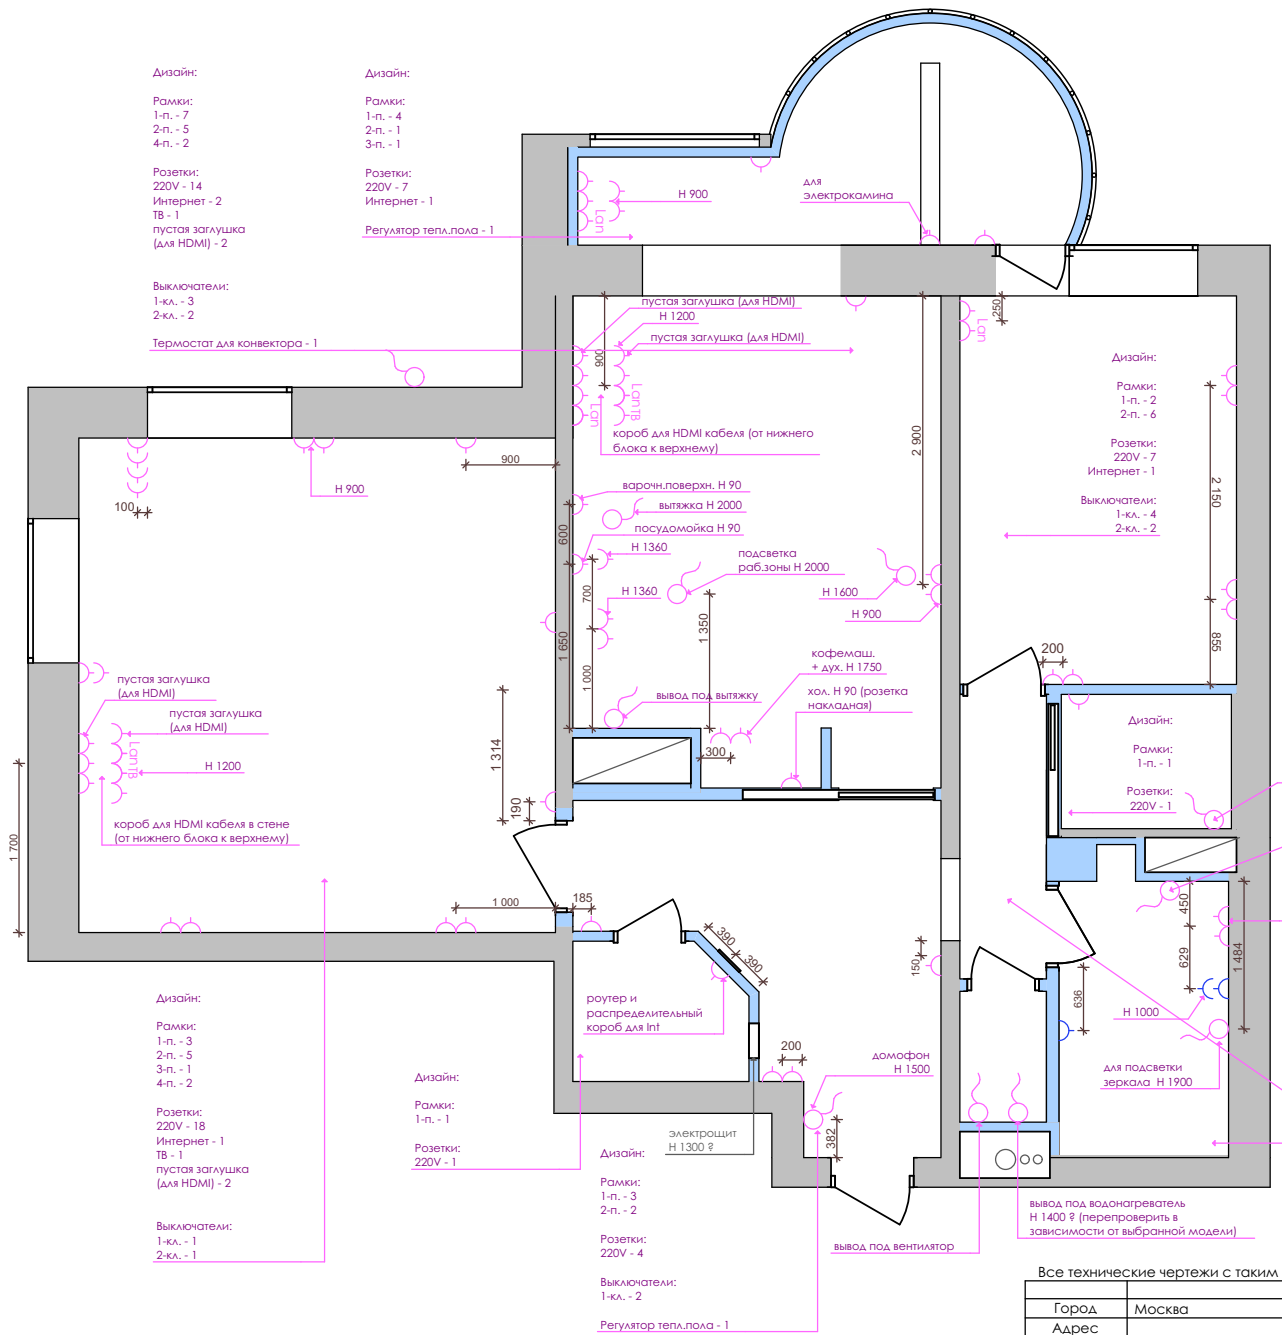 Дизайн:
Рамки:
1-п. - 7
2-п. - 5
4-п. - 2
Розетки:
220V - 14
Интернет - 2
ТВ - 1
пустая заглушка
(для HDMI) - 2
Выключатели:
1-кл. - 3
2-кл. - 2
Термостат для конвектора - 1
Дизайн:
Рамки:
1-п. - 4
2-п. - 1
3-п. - 1
Розетки:
220V - 7
Интернет - 1
Регулятор тепл.пола - 1
H 900
Lan
для
электрокамина
пустая заглушка (для HDMI)
H 1200
пустая заглушка (для HDMI)
900
Lan
LanТВ
короб для HDMI кабеля (от нижнего
блока к верхнему)
2 900
250
Lan
Дизайн:
Рамки:
1-п. - 2
2-п. - 6
Розетки:
220V - 7
Интернет - 1
Выключатели:
1-кл. - 4
2-кл. - 2
2 150
855
200
900
H 900
100
варочн.поверхн. H 90
вытяжка H 2000
посудомойка H 90
H 1360
600
700
H 1360
1 650
1 000
подсветка
раб.зоны H 2000
1 350
H 1600
H 900
кофемаш.
+ дух. H 1750
хол. H 90 (розетка
накладная)
вывод под вытяжку
300
пустая заглушка
(для HDMI)
пустая заглушка
(для HDMI)
LanТВ
H 1200
короб для HDMI кабеля в стене
(от нижнего блока к верхнему)
1 700
1 314
190
1 000
185
Дизайн:
Рамки:
1-п. - 1
Розетки:
220V - 1
390
390
150
роутер и
распределительный
короб для Int
200
домофон
H 1500
382
электрощит
H 1300 ?
450
629
1 484
636
H 1000
для подсветки
зеркала H 1900
Дизайн:
Рамки:
1-п. - 3
2-п. - 5
3-п. - 1
4-п. - 2
Розетки:
220V - 18
Интернет - 1
ТВ - 1
пустая заглушка
(для HDMI) - 2
Выключатели:
1-кл. - 1
2-кл. - 1
Дизайн:
Рамки:
1-п. - 1
Розетки:
220V - 1
Дизайн:
Рамки:
1-п. - 3
2-п. - 2
Розетки:
220V - 4
Выключатели:
1-кл. - 2
Регулятор тепл.пола - 1
вывод под вентилятор
вывод под водонагреватель
H 1400 ? (перепроверить в
зависимости от выбранной модели)
Все технические чертежи с таким
Город Москва
Адрес